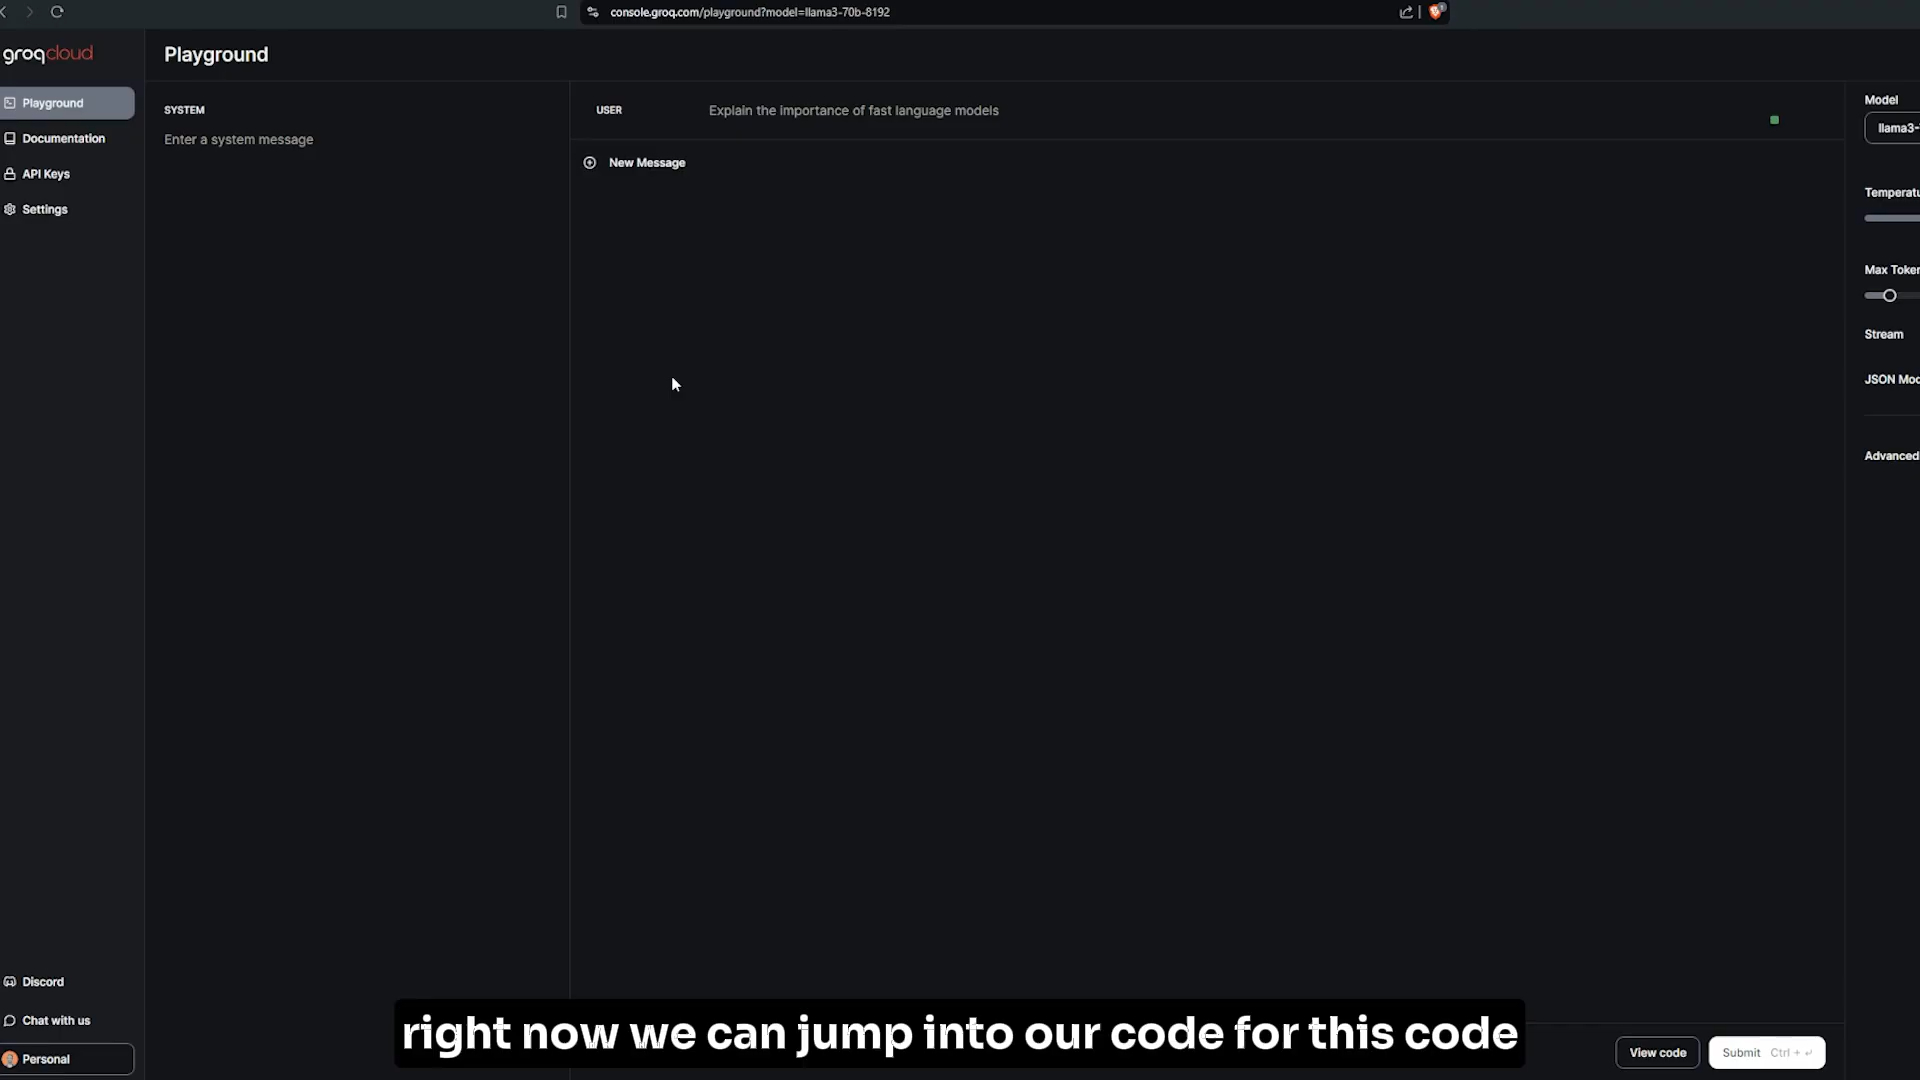 console.groq.com/playground?model=llama3-70b-8192
groqcloud
Playground
Playground
Documentation
API Keys
Settings
SYSTEM
Enter a system message
USER
Explain the importance of fast language models
New Message
Model
llama3-
Temperatu
Max Token
Stream
JSON Mod
Advanced
Discord
Chat with us
Personal
right now we can jump into our code for this code
View code
Submit Ctrl + ↵